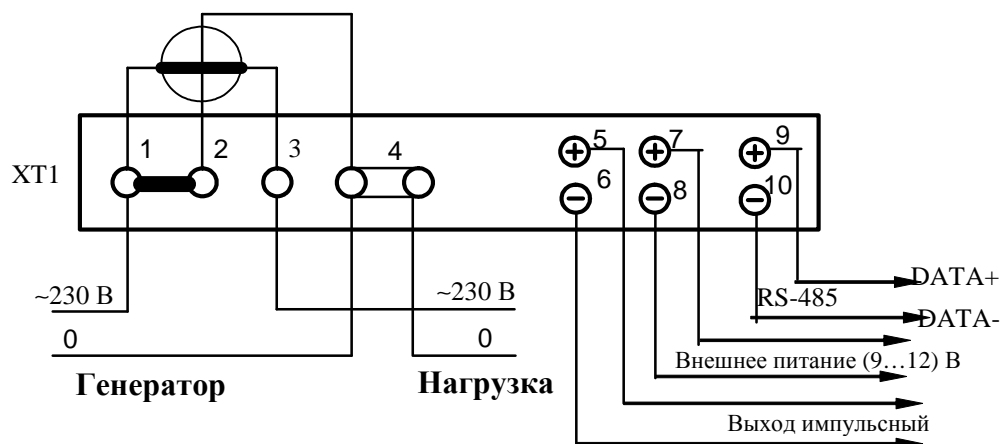 1 2 3 4 5 7 9
6 8 10
XT1
~230 В ~230 В
0 0
Генератор Нагрузка
DATA+
RS-485
DATA-
Внешнее питание (9...12) В
Выход импульсный